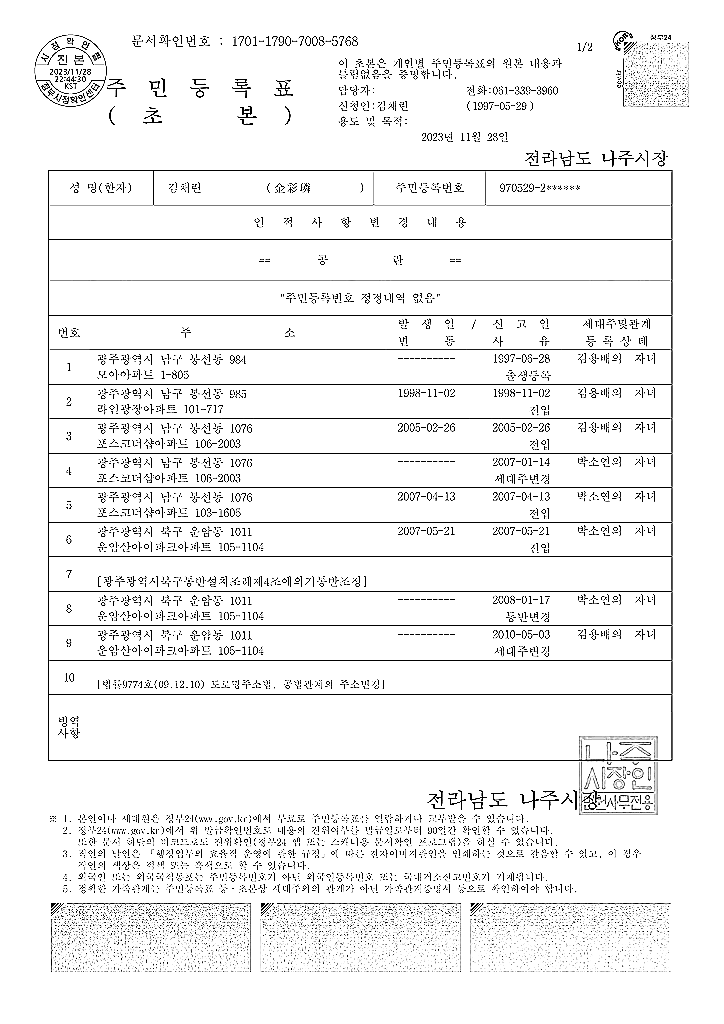 문서확인번호 : 1701-1790-7008-5768
1/2
정부24
시점확인필
진본
2023/11/28
22:44:30
KST
주 민 등 록 표
( 초 본 )
이 초본은 개인별 주민등록표의 원본 내용과
틀림없음을 증명합니다.
담당자: 전화:061-339-3960
신청인:김채린 (1997-05-29 )
용도 및 목적:
2023년 11월 28일
전라남도 나주시장
성 명(한자) 김채린 (金彩璘 ) 주민등록번호 970529-2******
인 적 사 항 변 경 내 용
== 공 란 ==
"주민등록번호 정정내역 없음"
번호 주 소 발 생 일 / 신 고 일 세대주및관계
변 동 사 유 등 록 상 태
1 광주광역시 남구 봉선동 984 ---------- 1997-06-28 김용배의 자녀
모아아파트 1-805 출생등록
2 광주광역시 남구 봉선동 985 1998-11-02 1998-11-02 김용배의 자녀
라인광장아파트 101-717 전입
3 광주광역시 남구 봉선동 1076 2005-02-26 2005-02-26 김용배의 자녀
포스코더샵아파트 106-2003 전입
4 광주광역시 남구 봉선동 1076 ---------- 2007-01-14 박소연의 자녀
포스코더샵아파트 106-2003 세대주변경
5 광주광역시 남구 봉선동 1076 2007-04-13 2007-04-13 박소연의 자녀
포스코더샵아파트 103-1605 전입
6 광주광역시 북구 운암동 1011 2007-05-21 2007-05-21 박소연의 자녀
운암산아이파크아파트 105-1104 전입
7 [광주광역시북구통반설치조례제4조에의거통반조정]
8 광주광역시 북구 운암동 1011 ---------- 2008-01-17 박소연의 자녀
운암산아이파크아파트 105-1104 통반변경
9 광주광역시 북구 운암동 1011 ---------- 2010-05-03 김용배의 자녀
운암산아이파크아파트 105-1104 세대주변경
10 [법률9774호(09.12.10) 도로명주소법, 공법관계의 주소변경]
병역
사항
전라남도 나주시장
나주
시장인
민원사무전용
※ 1. 본인이나 세대원은 정부24(www.gov.kr)에서 무료로 주민등록표를 열람하거나 교부받을 수 있습니다.
2. 정부24(www.gov.kr)에서 위 발급확인번호로 내용의 진위여부를 발급일로부터 90일간 확인할 수 있습니다.
또한 문서 하단의 바코드로도 진위확인(정부24 앱 또는 스캐너용 문서확인 프로그램)을 하실 수 있습니다.
3. 직인의 날인은 「행정업무의 효율적 운영에 관한 규정」에 따른 전자이미지관인을 인쇄하는 것으로 갈음할 수 있고, 이 경우
직인의 색상은 적색 또는 흑색으로 할 수 있습니다.
4. 외국인 또는 외국국적동포는 주민등록번호가 아닌 외국인등록번호 또는 국내거소신고번호가 기재됩니다.
5. 정확한 가족관계는 주민등록표 등·초본상 세대주와의 관계가 아닌 가족관계증명서 등으로 확인하여야 합니다.